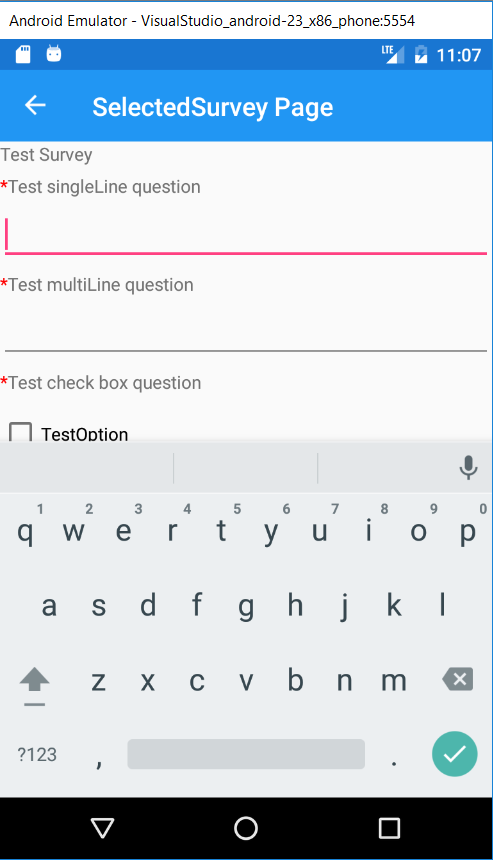 Android Emulator - VisualStudio_android-23_x86_phone:5554
LTE 11:07
SelectedSurvey Page
Test Survey
*Test singleLine question
*Test multiLine question
*Test check box question
TestOption
1 2 3 4 5 6 7 8 9 0
q w e r t y u i o p
a s d f g h j k l
z x c v b n m
?123 , .